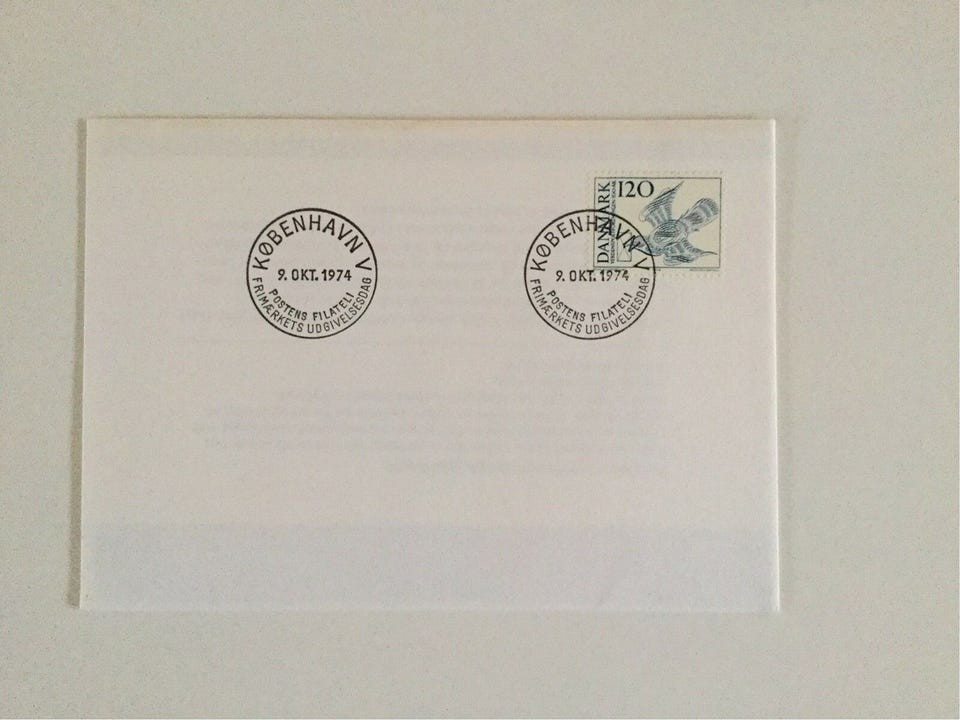 KØBENHAVN V
9. OKT. 1974
POSTENS FILATELI
FRIMÆRKETS UDGIVELSESDAG
DANMARK
120
KØBENHAVN V
9. OKT. 1974
POSTENS FILATELI
FRIMÆRKETS UDGIVELSESDAG